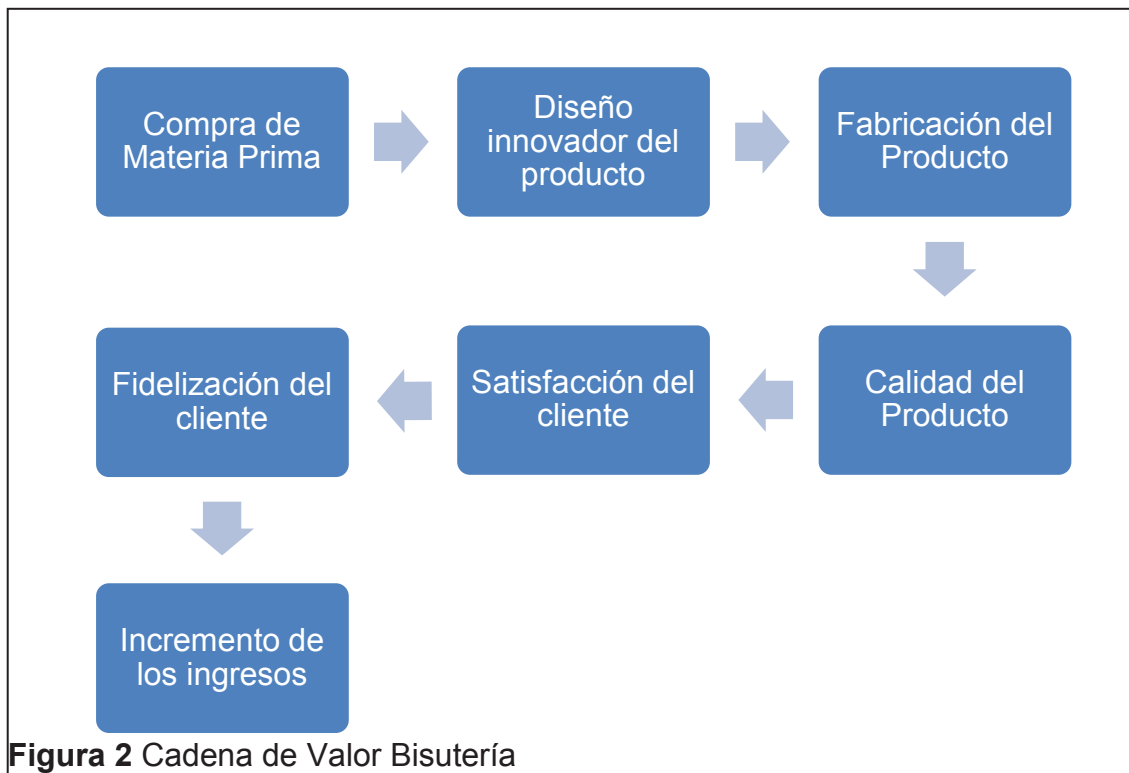 Compra de
Materia Prima
Diseño
innovador del
producto
Fabricación del
Producto
Calidad del
Producto
Satisfacción del
cliente
Fidelización del
cliente
Incremento de
los ingresos
Figura 2 Cadena de Valor Bisutería